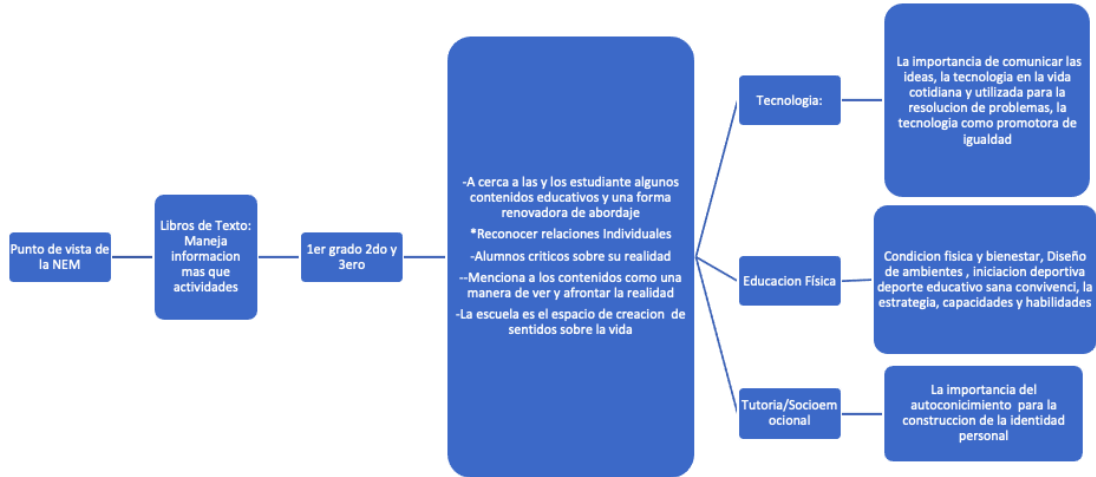 Punto de vista de
la NEM
Libros de Texto:
Maneja
informacion
mas que
actividades
1er grado 2do y
3ero
-A cerca a las y los estudiante algunos
contenidos educativos y una forma
renovadora de abordaje
*Reconocer relaciones Individuales
-Alumnos criticos sobre su realidad
--Menciona a los contenidos como una
manera de ver y afrontar la realidad
-La escuela es el espacio de creacion de
sentidos sobre la vida
Tecnologia:
La importancia de comunicar las
ideas, la tecnologia en la vida
cotidiana y utilizada para la
resolucion de problemas, la
tecnologia como promotora de
igualdad
Educacion Física
Condicion fisica y bienestar, Diseño
de ambientes , iniciacion deportiva
deporte educativo sana convivenci, la
estrategia, capacidades y habilidades
Tutoria/Socioem
ocional
La importancia del
autoconicimiento para la
construccion de la identidad
personal